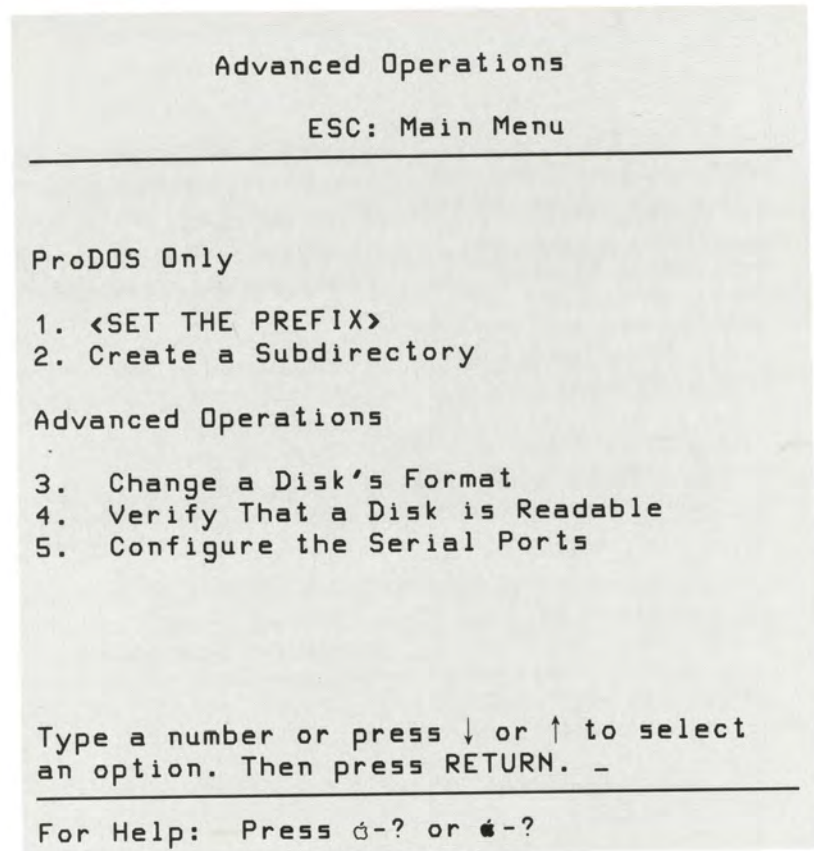 Advanced Operations
ESC: Main Menu
ProDOS Only
1. <SET THE PREFIX>
2. Create a Subdirectory
Advanced Operations
3. Change a Disk's Format
4. Verify That a Disk is Readable
5. Configure the Serial Ports
Type a number or press ↓ or ↑ to select
an option. Then press RETURN. _
For Help: Press -? or -?